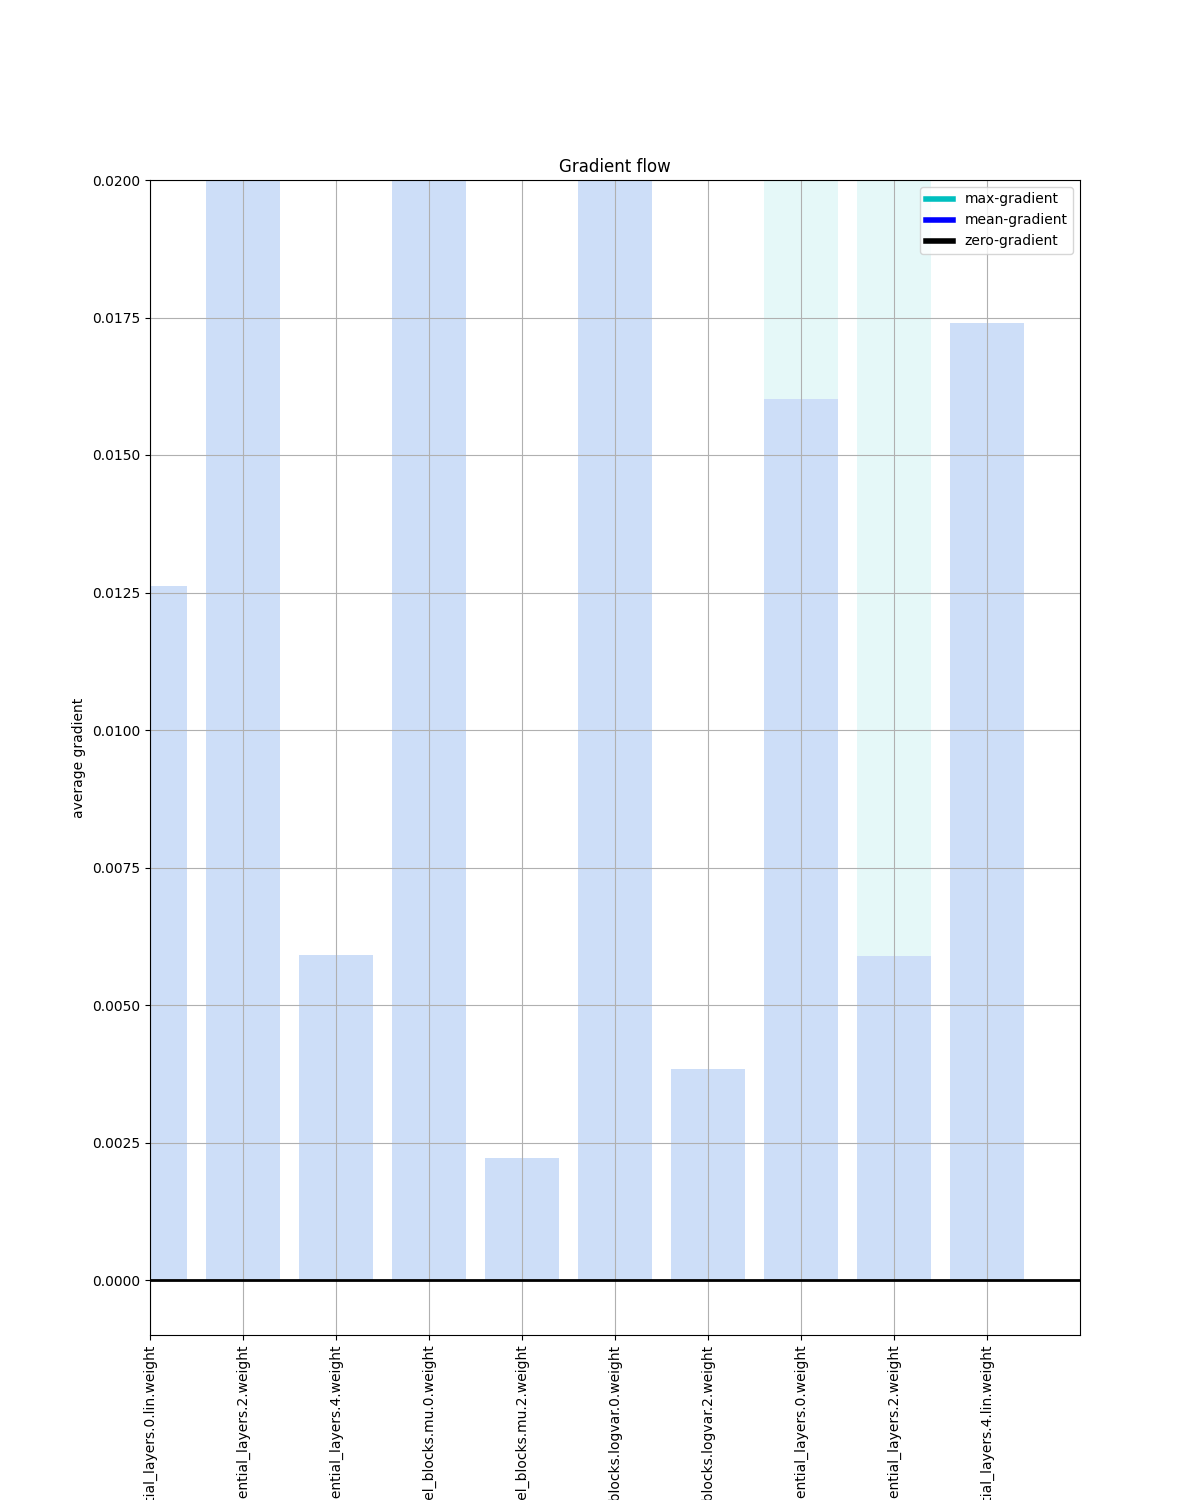 Gradient flow
max-gradient
mean-gradient
zero-gradient
0.0200
0.0175
0.0150
0.0125
0.0100
0.0075
0.0050
0.0025
0.0000
average gradient
tial_layers.0.lin.weight
ential_layers.2.weight
ential_layers.4.weight
el_blocks.mu.0.weight
el_blocks.mu.2.weight
blocks.logvar.0.weight
blocks.logvar.2.weight
ential_layers.0.weight
ential_layers.2.weight
tial_layers.4.lin.weight